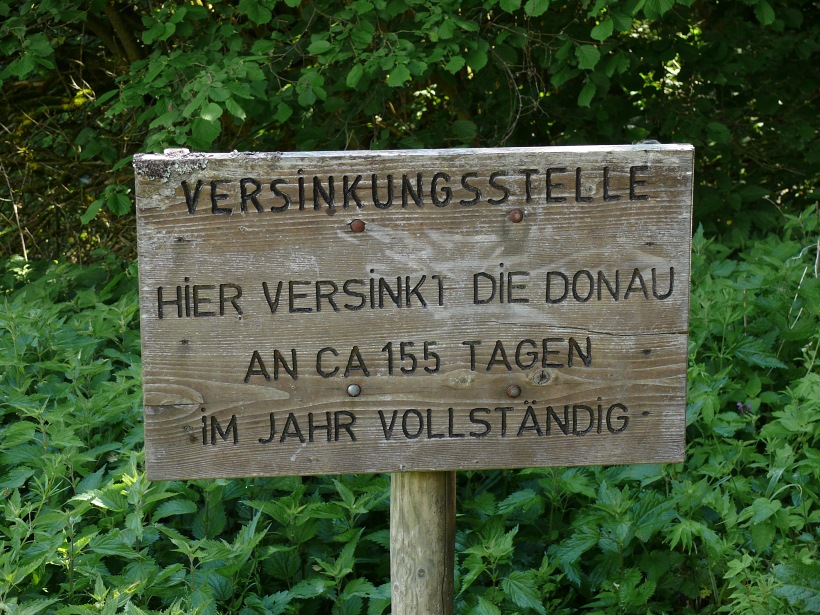 VERSiNKUNGSSTELLE
HiER VERSiNKT DiE DONAU
AN CA 155 TAGEN
iM JAHR VOLLSTÄNDiG